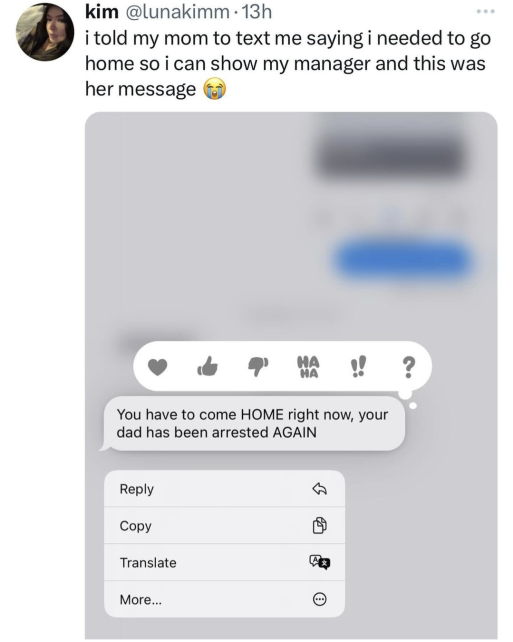 kim @lunakimm · 13h
i told my mom to text me saying i needed to go
home so i can show my manager and this was
her message 😭
HA
HA
!!
?
You have to come HOME right now, your
dad has been arrested AGAIN
Reply
Copy
Translate
More...